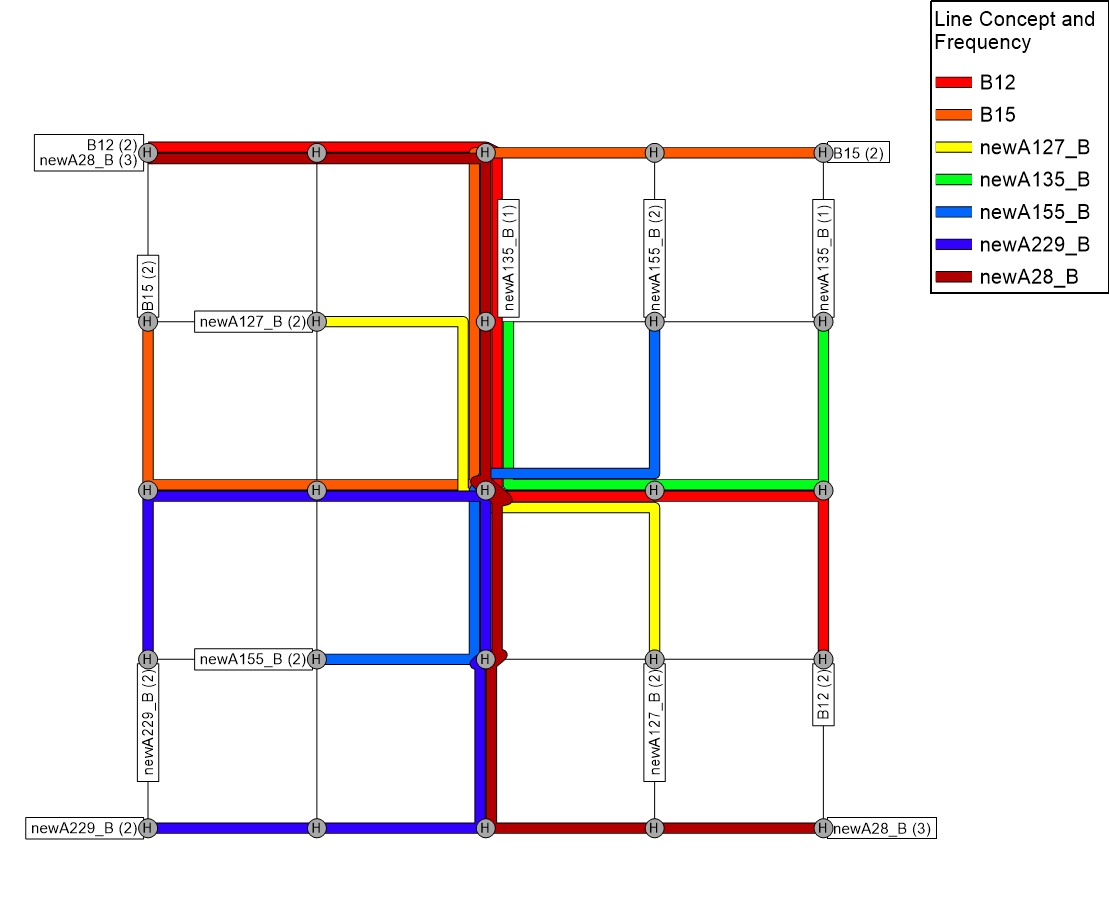 Line Concept and
Frequency
B12
B15
newA127_B
newA135_B
newA155_B
newA229_B
newA28_B
B12 (2)
newA28_B (3)
H
H
H
H
H
B15 (2)
newA135_B (1)
newA155_B (2)
newA135_B (1)
B15 (2)
H
newA127_B (2)
H
H
H
H
H
H
H
H
H
H
newA155_B (2)
H
H
H
H
newA229_B (2)
newA127_B (2)
B12 (2)
newA229_B (2)
H
H
H
H
H
newA28_B (3)